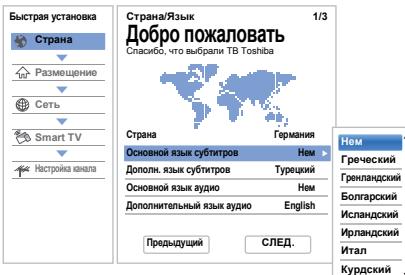 Быстрая установка
Страна
Размещение
Сеть
Smart TV
Настройка канала
Страна/Язык 1/3
Добро пожаловать
Спасибо, что выбрали ТВ Toshiba
Страна Германия
Основной язык субтитров Нем
Дополн. язык субтитров Турецкий
Основной язык аудио Нем
Дополнительный язык аудио English
Предыдущий СЛЕД.
Нем
Греческий
Гренландский
Болгарский
Исландский
Ирландский
Итал
Курдский